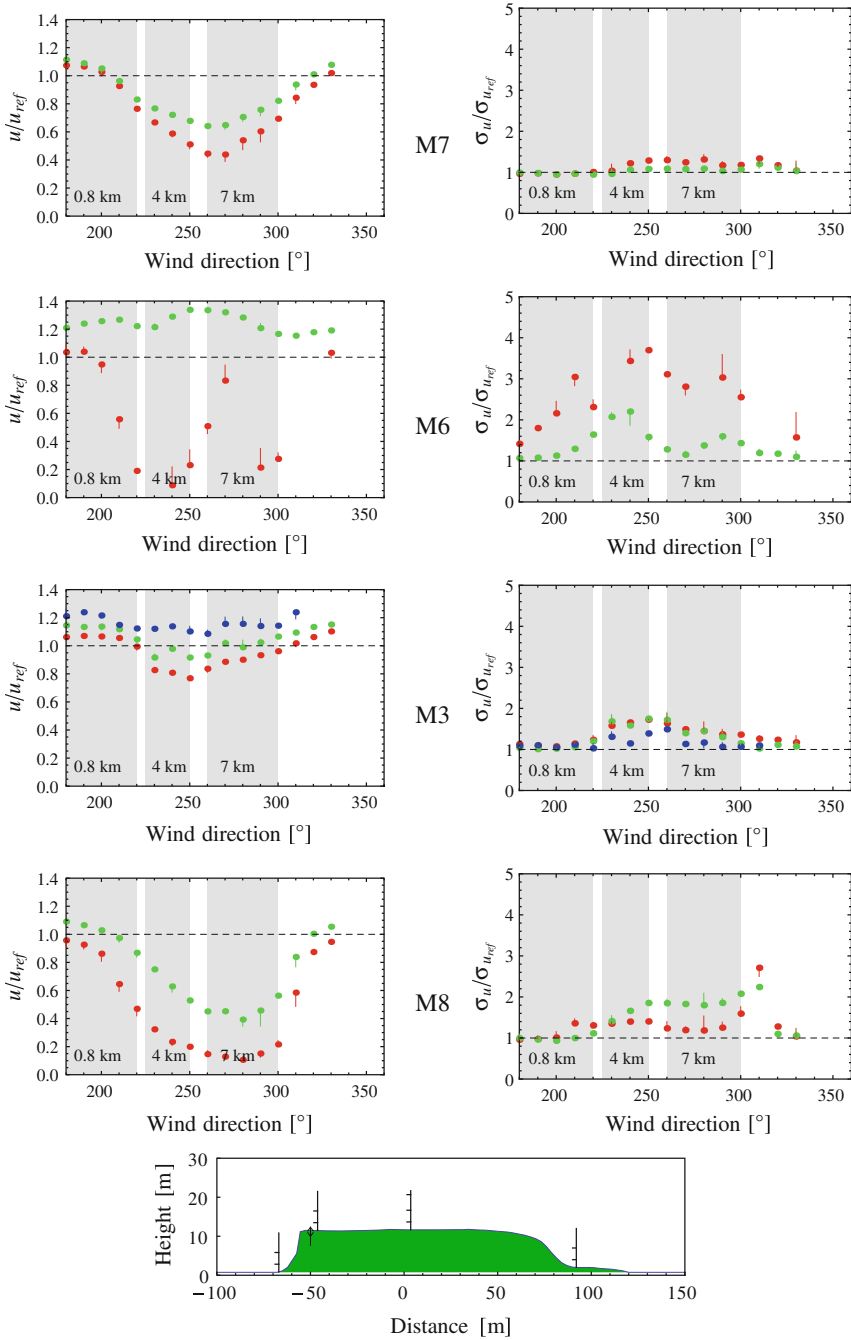 1.4
1.2
1.0
0.8
0.6
0.4
0.2
0.0
u/u_ref
0.8 km
4 km
7 km
200
250
300
350
Wind direction [°]
M7
5
4
3
2
1
0
σ_u/σ_u_ref
0.8 km
4 km
7 km
200
250
300
350
Wind direction [°]
1.4
1.2
1.0
0.8
0.6
0.4
0.2
0.0
u/u_ref
0.8 km
4 km
7 km
200
250
300
350
Wind direction [°]
M6
5
4
3
2
1
0
σ_u/σ_u_ref
0.8 km
4 km
7 km
200
250
300
350
Wind direction [°]
1.4
1.2
1.0
0.8
0.6
0.4
0.2
0.0
u/u_ref
0.8 km
4 km
7 km
200
250
300
350
Wind direction [°]
M3
5
4
3
2
1
0
σ_u/σ_u_ref
0.8 km
4 km
7 km
200
250
300
350
Wind direction [°]
1.4
1.2
1.0
0.8
0.6
0.4
0.2
0.0
u/u_ref
0.8 km
4 km
7 km
200
250
300
350
Wind direction [°]
M8
5
4
3
2
1
0
σ_u/σ_u_ref
0.8 km
4 km
7 km
200
250
300
350
Wind direction [°]
30
20
10
0
Height [m]
−100
−50
0
50
100
150
Distance [m]